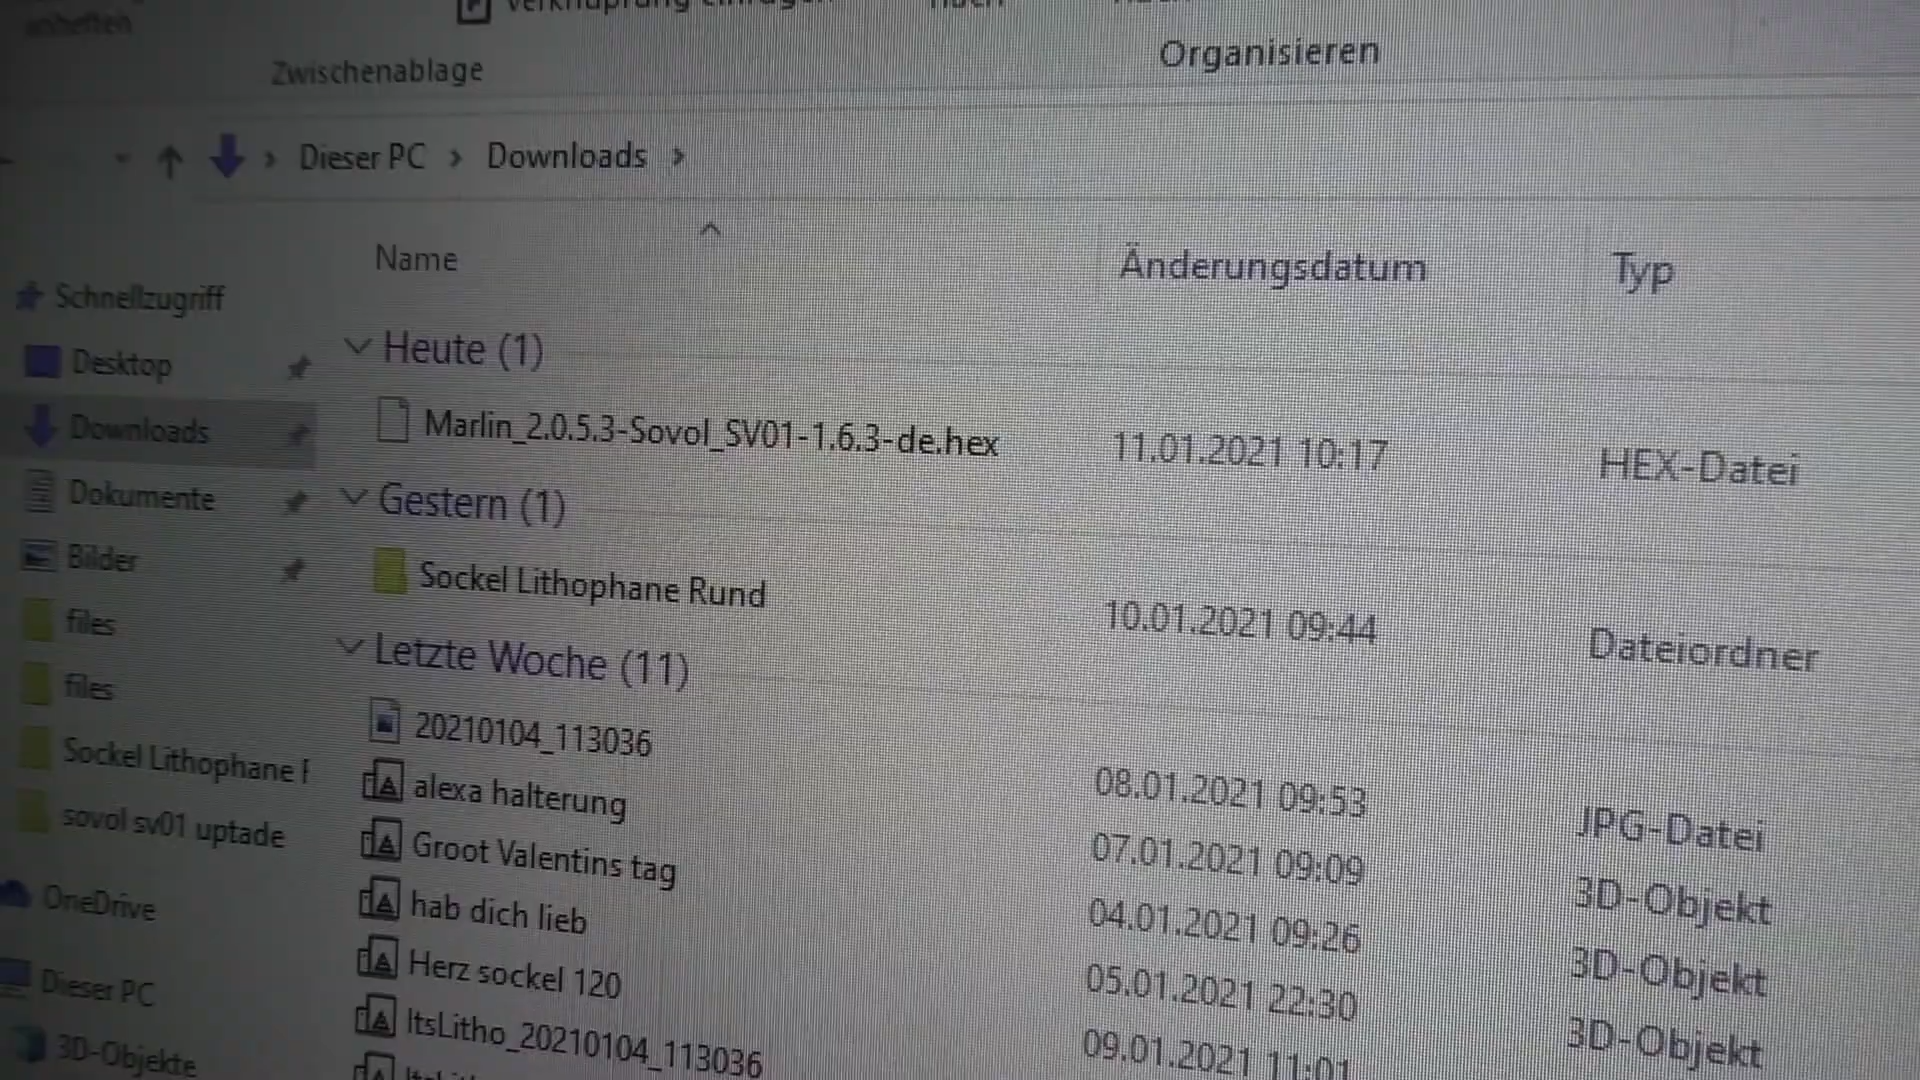 anheften
Verknüpfung einfügen
Zwischenablage
Organisieren
Dieser PC > Downloads >
Name
Änderungsdatum
Typ
Schnellzugriff
Desktop
Downloads
Dokumente
Bilder
files
files
Sockel Lithophane
sovol sv01 uptade
OneDrive
Dieser PC
3D-Objekte
Heute (1)
Marlin_2.0.5.3-Sovol_SV01-1.6.3-de.hex 11.01.2021 10:17 HEX-Datei
Gestern (1)
Sockel Lithophane Rund 10.01.2021 09:44 Dateiordner
Letzte Woche (11)
20210104_113036 08.01.2021 09:53 JPG-Datei
alexa halterung 07.01.2021 09:09 3D-Objekt
Groot Valentins tag 04.01.2021 09:26 3D-Objekt
hab dich lieb 05.01.2021 22:30 3D-Objekt
Herz sockel 120 09.01.2021 11:01
ItsLitho_20210104_113036